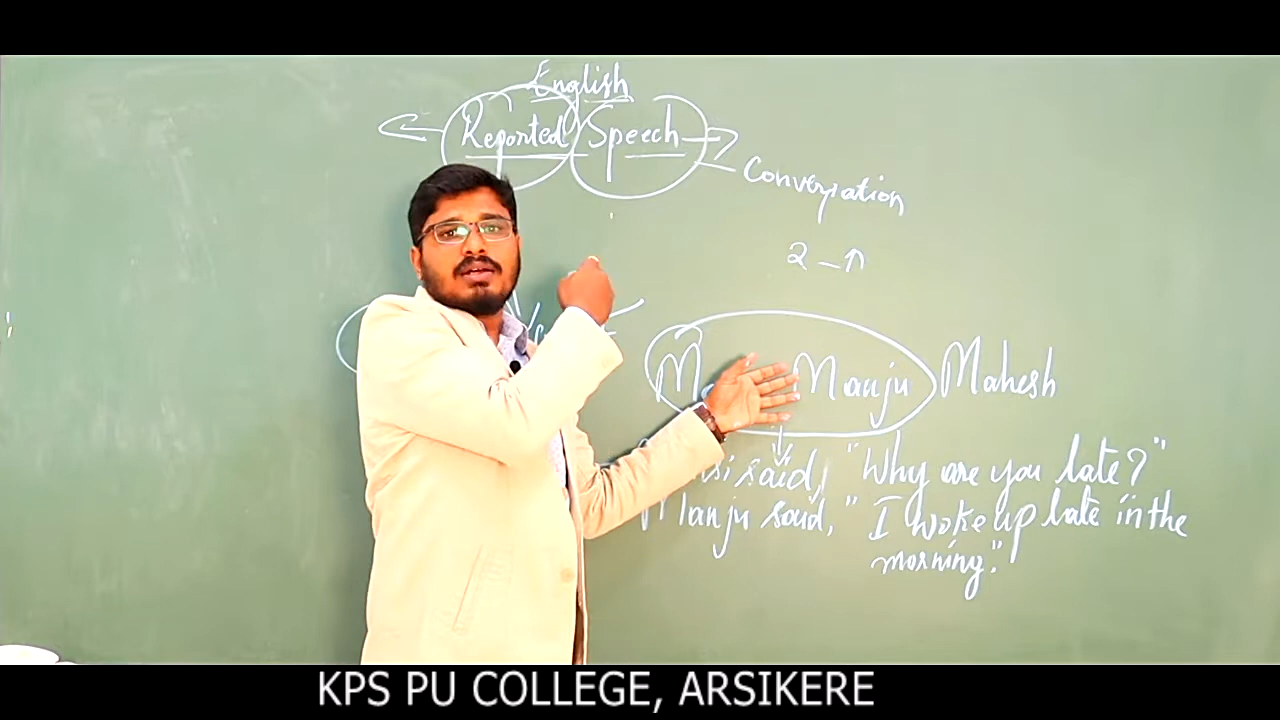 English
Reported Speech
Conversation
2
Manju Mahesh
said, "Why are you late?"
Manju said, "I woke up late in the
morning."
KPS PU COLLEGE, ARSIKERE